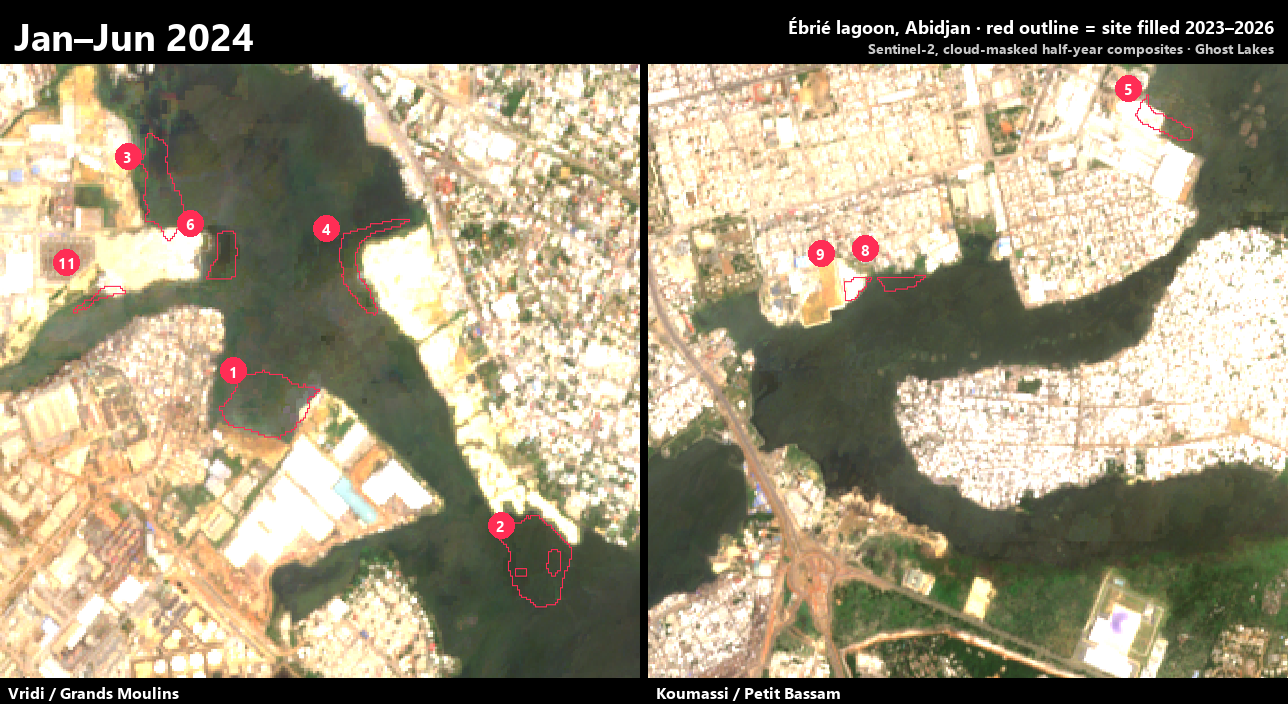 Jan–Jun 2024
Ébrié lagoon, Abidjan · red outline = site filled 2023–2026
Sentinel-2, cloud-masked half-year composites · Ghost Lakes
5
3
6
4
11
9
8
1
2
Vridi / Grands Moulins
Koumassi / Petit Bassam